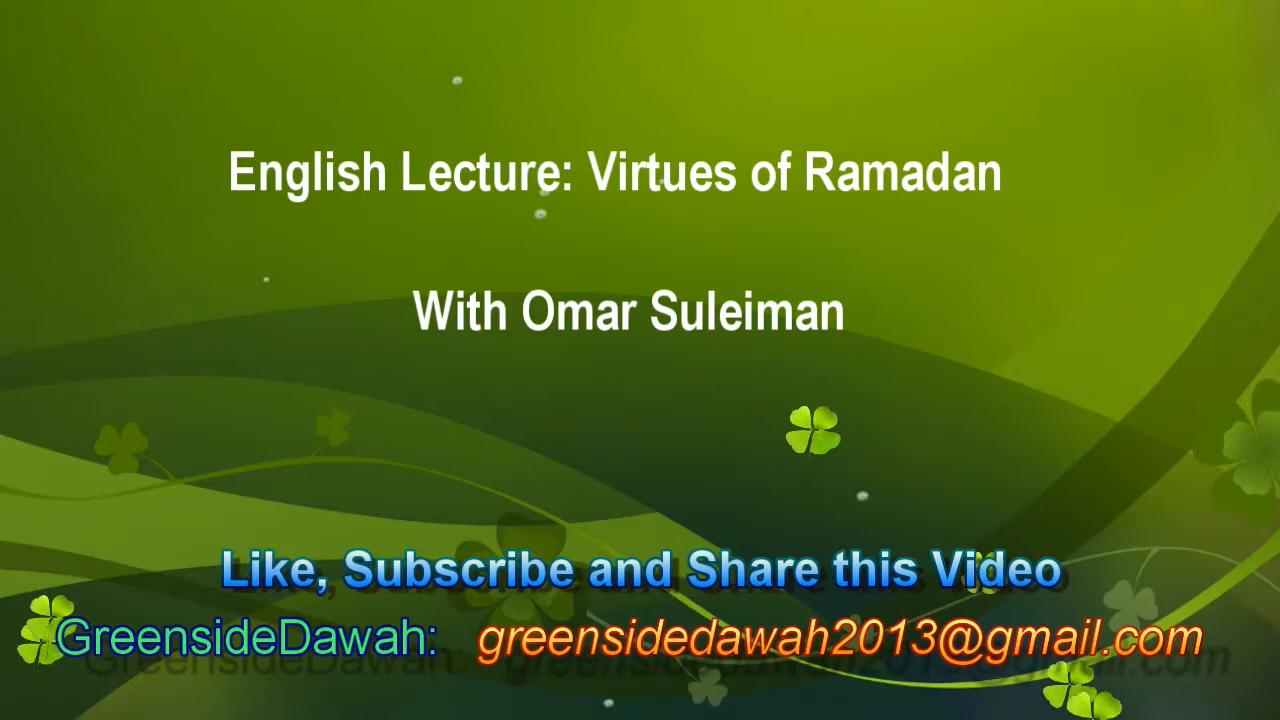 English Lecture: Virtues of Ramadan
With Omar Suleiman
Like, Subscribe and Share this Video
GreensideDawah: greensidedawah2013@gmail.com